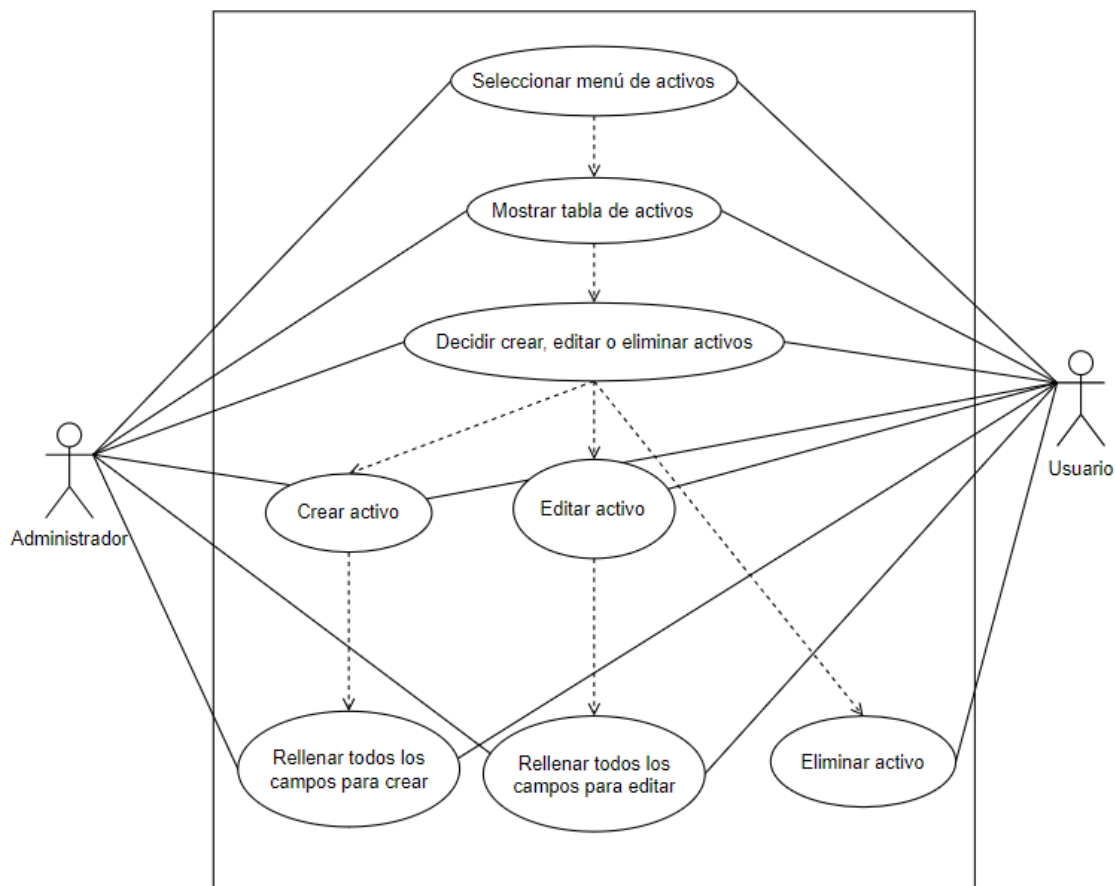 Seleccionar menú de activos
Mostrar tabla de activos
Decidir crear, editar o eliminar activos
Usuario
Crear activo
Editar activo
Administrador
Rellenar todos los
campos para crear
Rellenar todos los
campos para editar
Eliminar activo